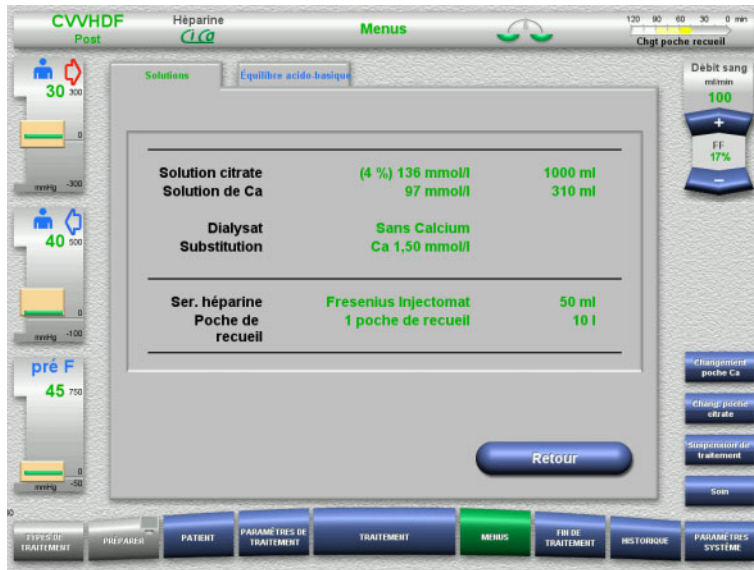 CVVHDF
Post
Héparine
CiCa
Menus
120 90 60 30 0 min
Chgt poche recueil
30 300
0
mmHg -300
40 500
0
mmHg -100
pré F
45 750
0
mmHg -50
Solutions
Équilibre acido-basique
Solution citrate (4 %) 136 mmol/l 1000 ml
Solution de Ca 97 mmol/l 310 ml
Dialysat Sans Calcium
Substitution Ca 1,50 mmol/l
Ser. héparine Fresenius Injectomat 50 ml
Poche de 1 poche de recueil 10 l
recueil
Retour
Débit sang
ml/min
100
+
FF
17%
−
Changement
poche Ca
Chang. poche
citrate
Suspension de
traitement
Soin
TYPES DE
TRAITEMENT
PRÉPARER
PATIENT
PARAMÈTRES DE
TRAITEMENT
TRAITEMENT
MENUS
FIN DE
TRAITEMENT
HISTORIQUE
PARAMÈTRES
SYSTÈME